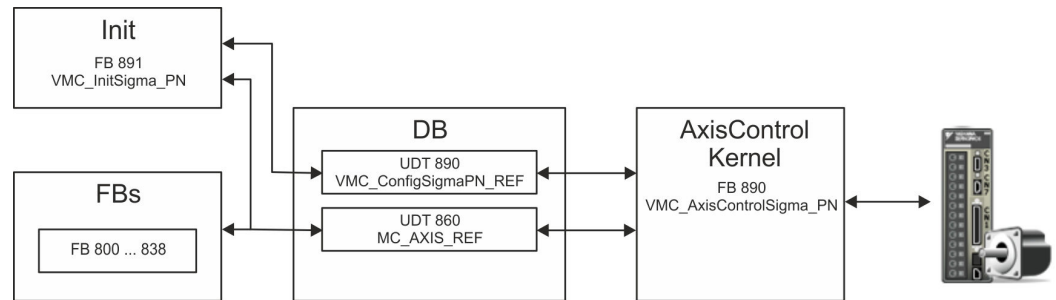 Init
FB 891
VMC_InitSigma_PN
FBs
FB 800 ... 838
DB
UDT 890
VMC_ConfigSigmaPN_REF
UDT 860
MC_AXIS_REF
AxisControl
Kernel
FB 890
VMC_AxisControlSigma_PN